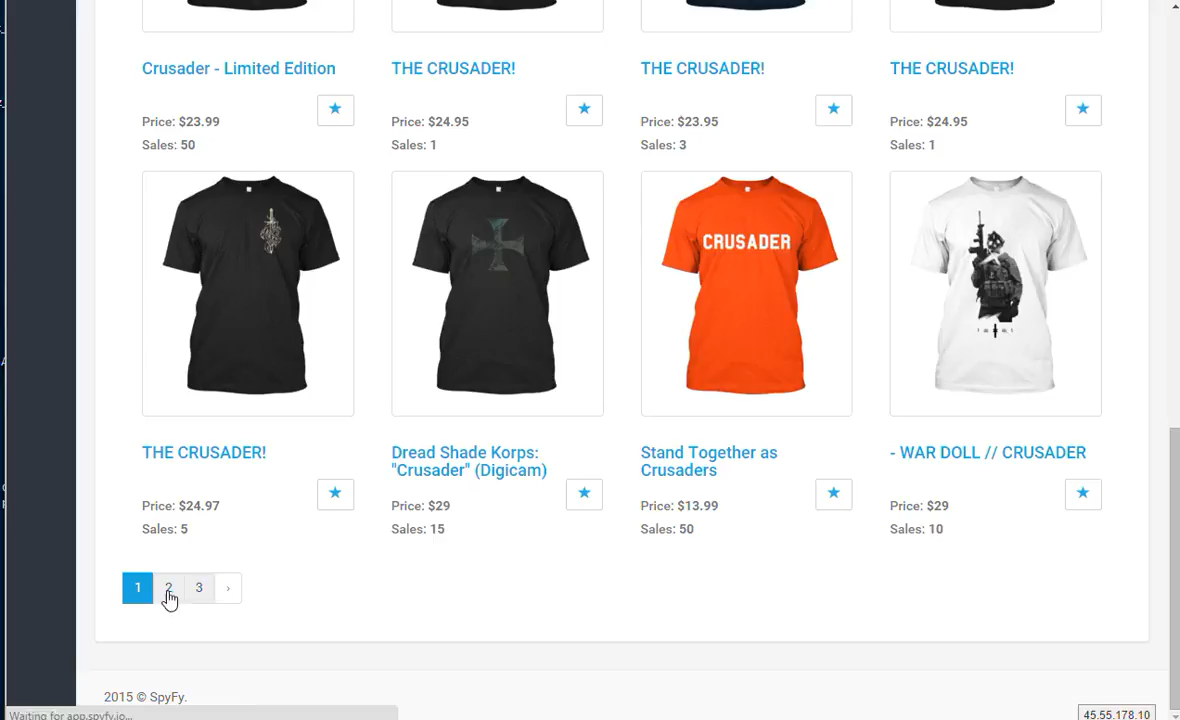 Crusader - Limited Edition
THE CRUSADER!
THE CRUSADER!
THE CRUSADER!
Price: $23.99
Price: $24.95
Price: $23.95
Price: $24.95
Sales: 50
Sales: 1
Sales: 3
Sales: 1
CRUSADER
THE CRUSADER!
Dread Shade Korps:
"Crusader" (Digicam)
Stand Together as
Crusaders
- WAR DOLL // CRUSADER
Price: $24.97
Price: $29
Price: $13.99
Price: $29
Sales: 5
Sales: 15
Sales: 50
Sales: 10
1 2 3 ›
2015 © SpyFy.
Waiting for app.spyfy.io...
45.55.178.10